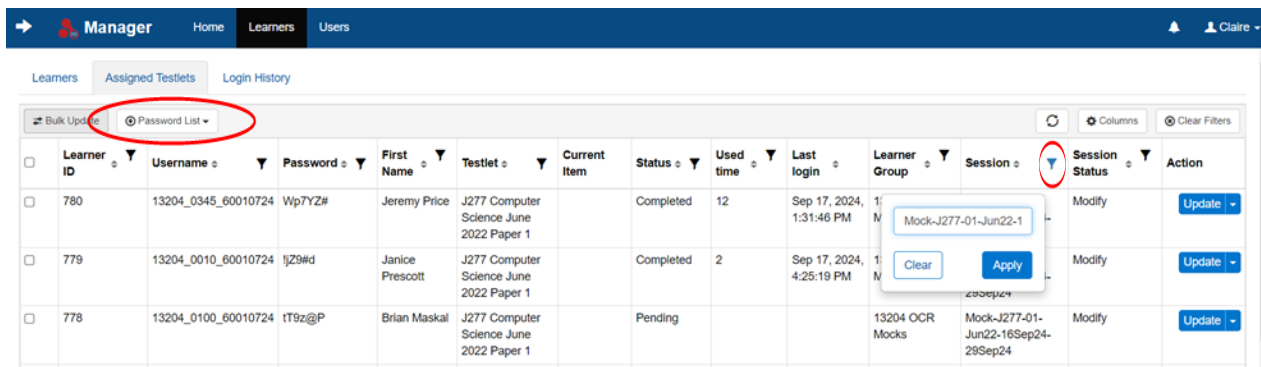 Manager Home Learners Users Claire
Learners Assigned Testlets Login History
Bulk Update Password List Columns Clear Filters
Learner ID Username Password First Name Testlet Current Item Status Used time Last login Learner Group Session Session Status Action
780 13204_0345_60010724 Wp7YZ# Jeremy Price J277 Computer Completed 12 Sep 17, 2024, Modify Update
Science June 1:31:46 PM
2022 Paper 1
Mock-J277-01-Jun22-1
Clear Apply
779 13204_0010_60010724 !jZ9#d Janice J277 Computer Completed 2 Sep 17, 2024, Modify Update
Prescott Science June 4:25:19 PM
2022 Paper 1 29Sep24
778 13204_0100_60010724 tT9z@P Brian Maskal J277 Computer Pending 13204 OCR Mock-J277-01- Modify Update
Science June Mocks Jun22-16Sep24-
2022 Paper 1 29Sep24